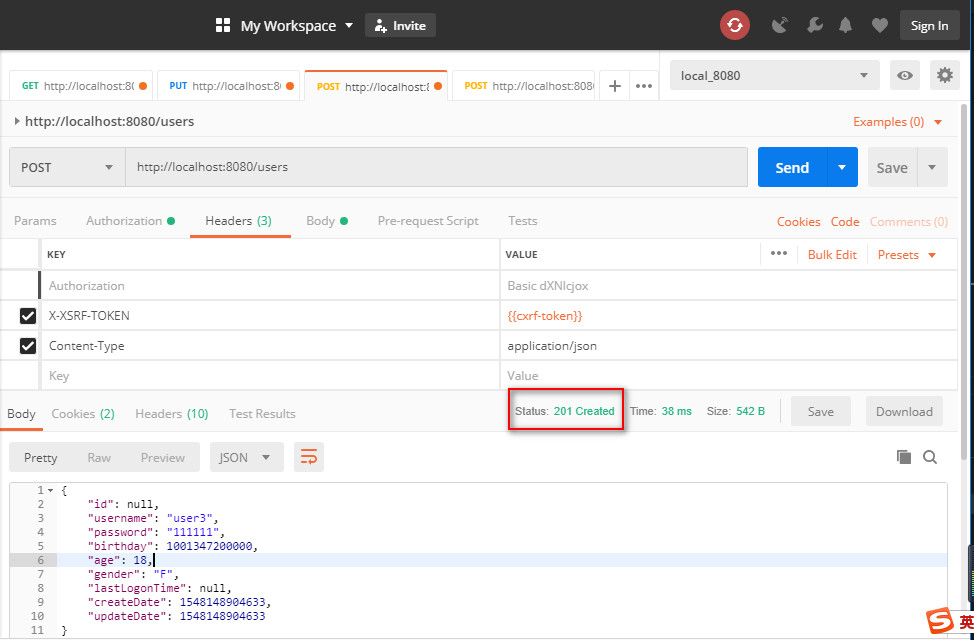 My Workspace Invite Sign In
GET http://localhost:80 PUT http://localhost:8 POST http://localhost:8 POST http://localhost:808 + ••• local_8080
http://localhost:8080/users Examples (0)
POST http://localhost:8080/users Send Save
Params Authorization Headers (3) Body Pre-request Script Tests Cookies Code Comments (0)
KEY VALUE ••• Bulk Edit Presets
Authorization Basic dXNlcjox
X-XSRF-TOKEN {{cxrf-token}}
Content-Type application/json
Key Value
Body Cookies (2) Headers (10) Test Results Status: 201 Created Time: 38 ms Size: 542 B Save Download
Pretty Raw Preview JSON
1 {
2 "id": null,
3 "username": "user3",
4 "password": "111111",
5 "birthday": 1001347200000,
6 "age": 18,
7 "gender": "F",
8 "lastLogonTime": null,
9 "createDate": 1548148904633,
10 "updateDate": 1548148904633
11 }
S 英